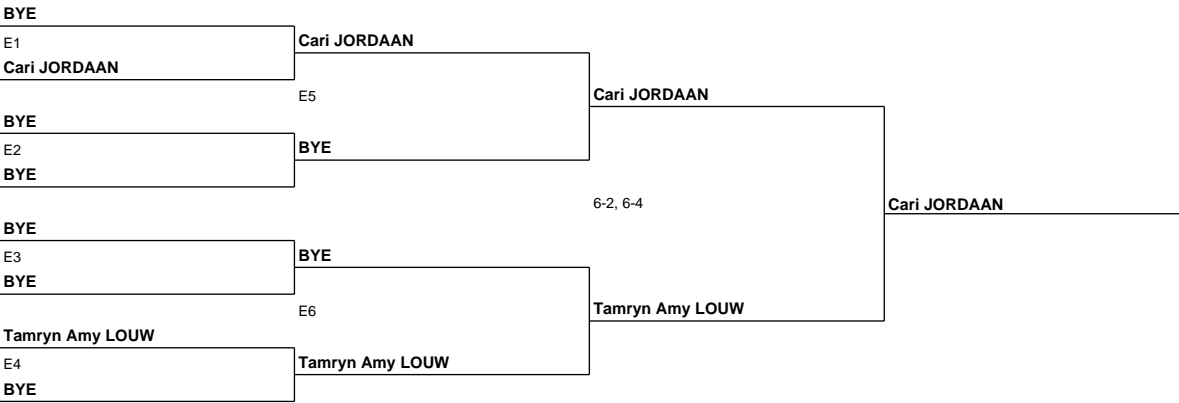 BYE
E1
Cari JORDAAN
Cari JORDAAN
E5
Cari JORDAAN
BYE
E2
BYE
BYE
6-2, 6-4
Cari JORDAAN
BYE
E3
BYE
BYE
E6
Tamryn Amy LOUW
Tamryn Amy LOUW
E4
Tamryn Amy LOUW
BYE